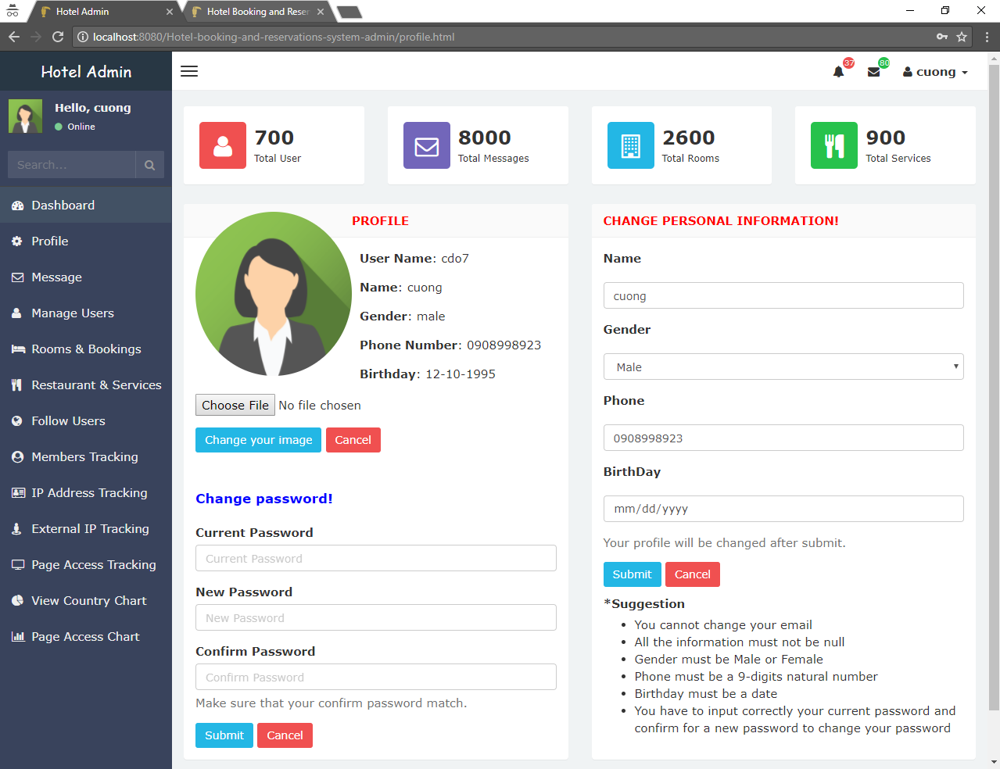 Hotel Admin
Hotel Booking and Reser
localhost:8080/Hotel-booking-and-reservations-system-admin/profile.html
Hotel Admin
37
80
cuong
Hello, cuong
Online
Search...
700
Total User
8000
Total Messages
2600
Total Rooms
900
Total Services
Dashboard
Profile
Message
Manage Users
Rooms & Bookings
Restaurant & Services
Follow Users
Members Tracking
IP Address Tracking
External IP Tracking
Page Access Tracking
View Country Chart
Page Access Chart
PROFILE
User Name: cdo7
Name: cuong
Gender: male
Phone Number: 0908998923
Birthday: 12-10-1995
Choose File No file chosen
Change your image Cancel
Change password!
Current Password
Current Password
New Password
New Password
Confirm Password
Confirm Password
Make sure that your confirm password match.
Submit Cancel
CHANGE PERSONAL INFORMATION!
Name
cuong
Gender
Male
Phone
0908998923
BirthDay
mm/dd/yyyy
Your profile will be changed after submit.
Submit Cancel
*Suggestion
• You cannot change your email
• All the information must not be null
• Gender must be Male or Female
• Phone must be a 9-digits natural number
• Birthday must be a date
• You have to input correctly your current password and
confirm for a new password to change your password